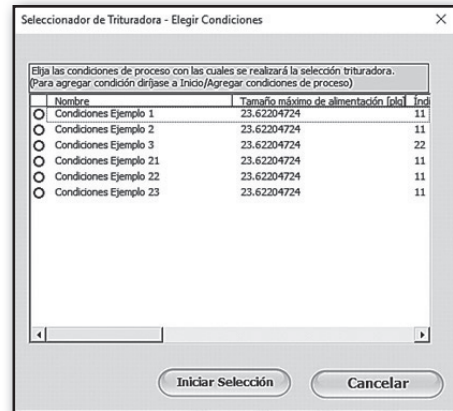 Seleccionador de Trituradora - Elegir Condiciones
Elija las condiciones de proceso con las cuales se realizará la selección trituradora.
(Para agregar condición diríjase a Inicio/Agregar condiciones de proceso)
Nombre Tamaño máximo de alimentación [plg] Índi
Condiciones Ejemplo 1 23.62204724 11
Condiciones Ejemplo 2 23.62204724 11
Condiciones Ejemplo 3 23.62204724 22
Condiciones Ejemplo 21 23.62204724 11
Condiciones Ejemplo 22 23.62204724 11
Condiciones Ejemplo 23 23.62204724 11
Iniciar Selección Cancelar